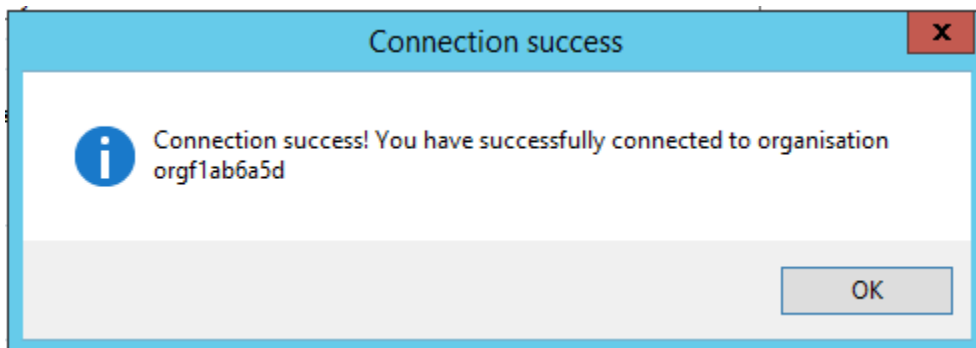 Connection success
x
Connection success! You have successfully connected to organisation
orgf1ab6a5d
OK